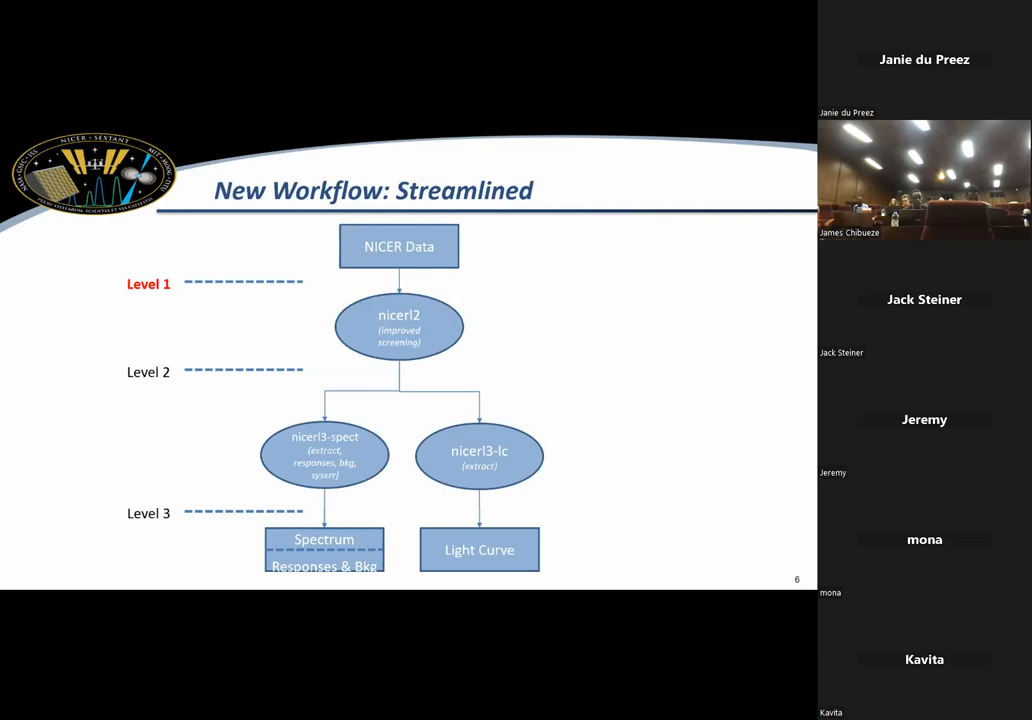 NICER • SEXTANT
New Workflow: Streamlined
NICER Data
Level 1
nicerl2
(improved
screening)
Level 2
nicerl3-spect
(extract,
responses, bkg,
syserr)
nicerl3-lc
(extract)
Level 3
Spectrum
Responses & Bkg
Light Curve
6
Janie du Preez
Janie du Preez
James Chibueze
Jack Steiner
Jack Steiner
Jeremy
Jeremy
mona
mona
Kavita
Kavita